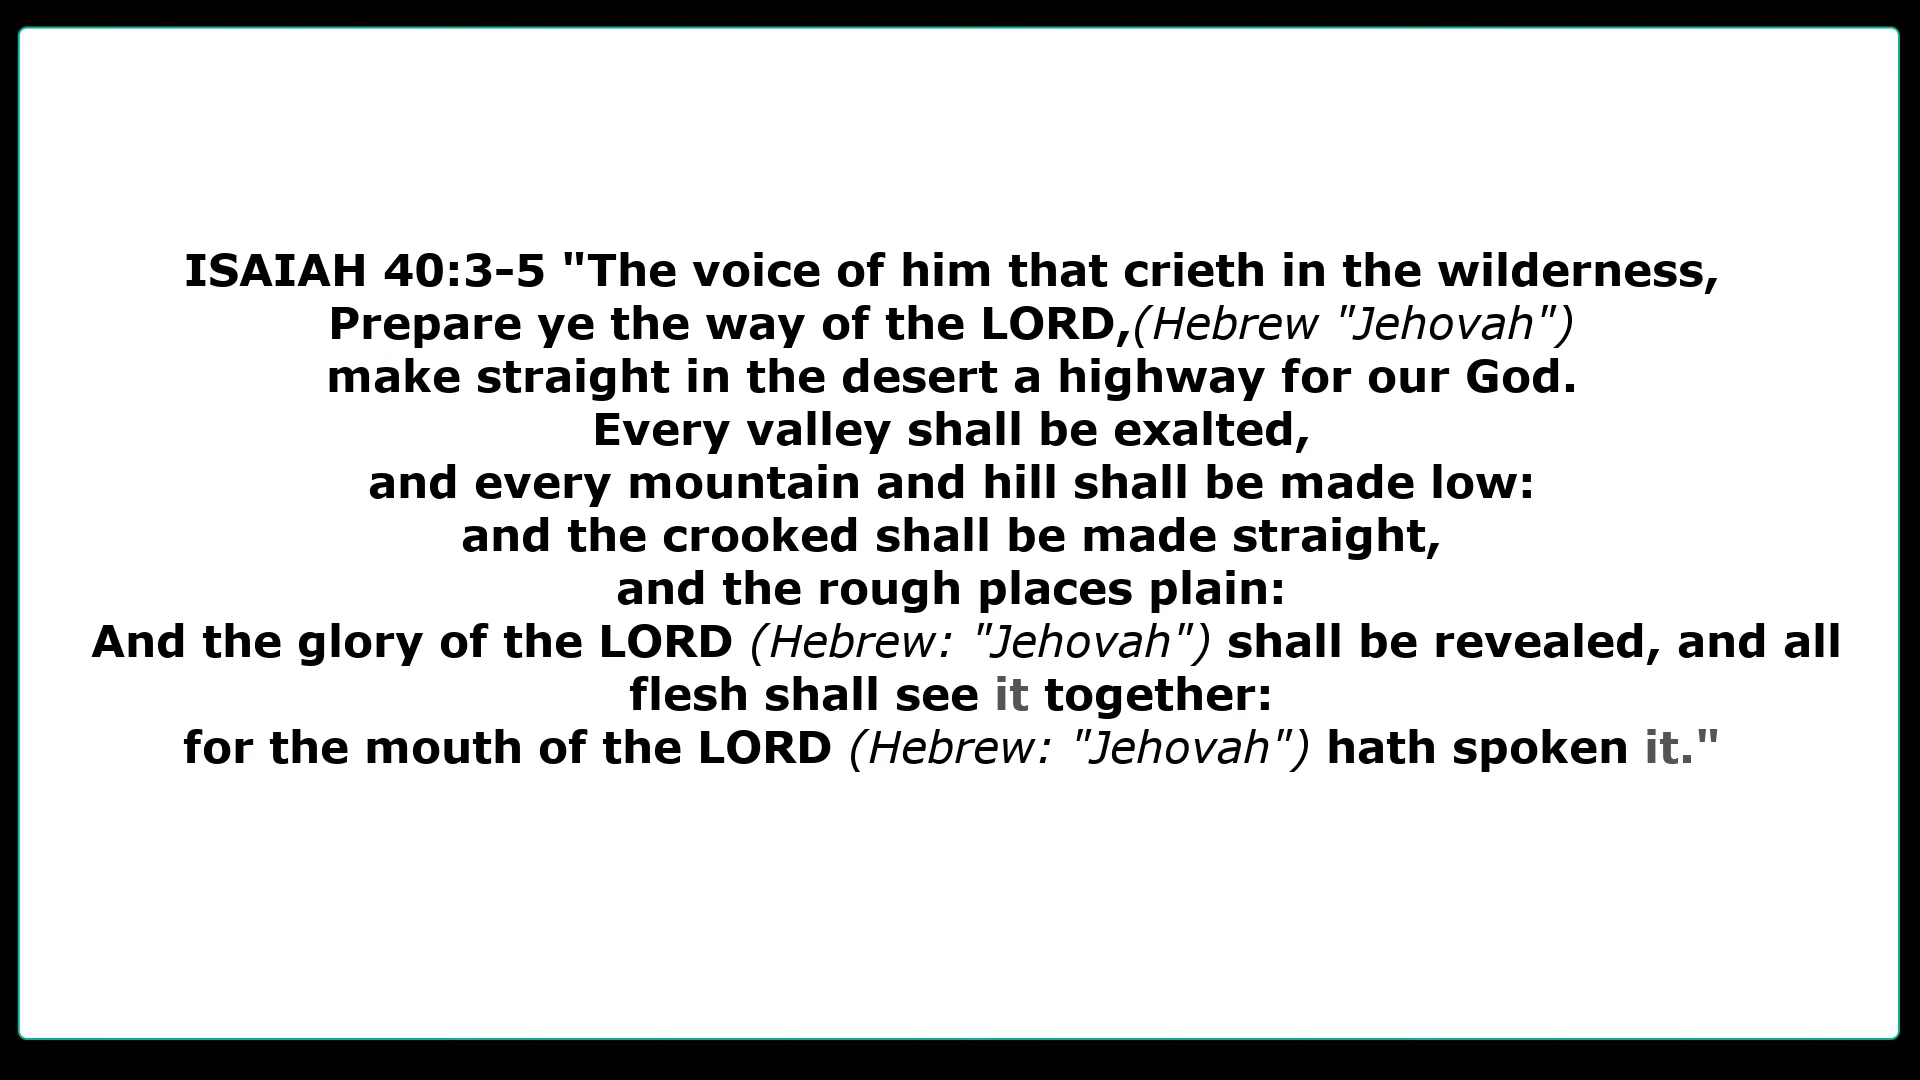 ISAIAH 40:3-5 "The voice of him that crieth in the wilderness,
Prepare ye the way of the LORD,(Hebrew "Jehovah")
make straight in the desert a highway for our God.
Every valley shall be exalted,
and every mountain and hill shall be made low:
and the crooked shall be made straight,
and the rough places plain:
And the glory of the LORD (Hebrew: "Jehovah") shall be revealed, and all
flesh shall see it together:
for the mouth of the LORD (Hebrew: "Jehovah") hath spoken it."